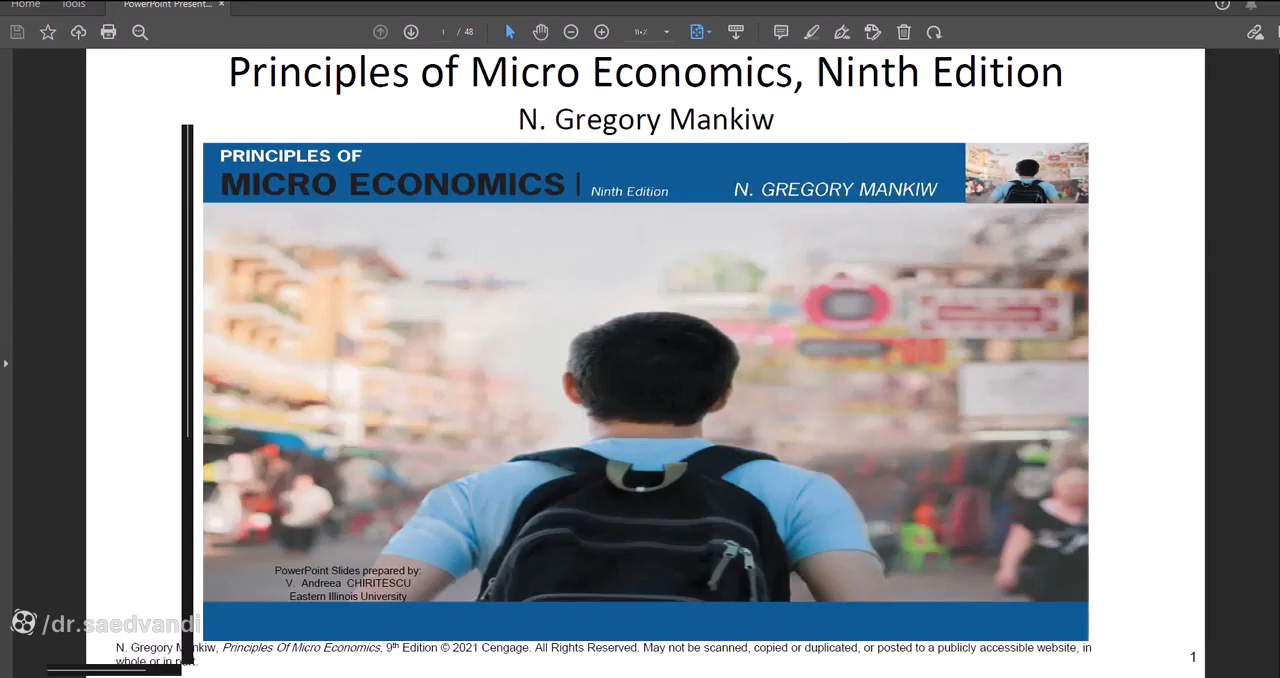 Home Tools PowerPoint Present... ×
1 / 48
Principles of Micro Economics, Ninth Edition
N. Gregory Mankiw
PRINCIPLES OF
MICRO ECONOMICS | Ninth Edition N. GREGORY MANKIW
PowerPoint Slides prepared by:
V. Andreea CHIRITESCU
Eastern Illinois University
/dr.saedvandi
N. Gregory Mankiw, Principles Of Micro Economics, 9th Edition © 2021 Cengage. All Rights Reserved. May not be scanned, copied or duplicated, or posted to a publicly accessible website, in
whole or in part.
1